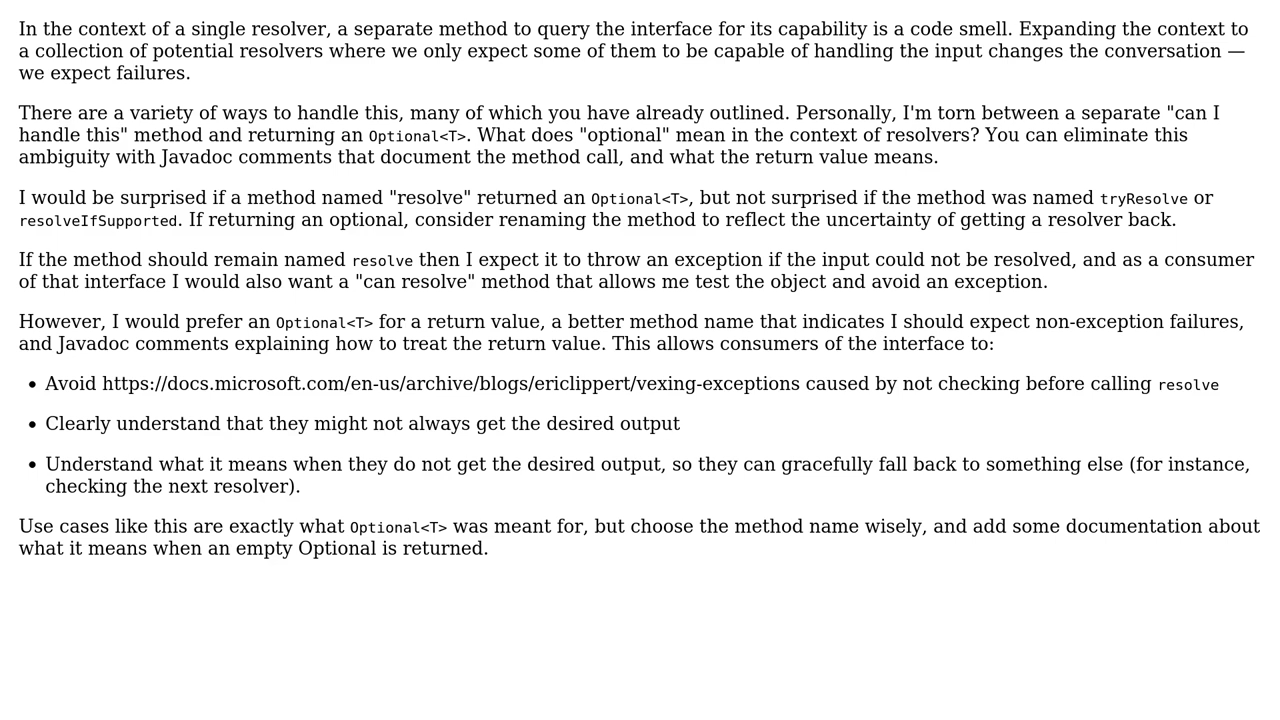 In the context of a single resolver, a separate method to query the interface for its capability is a code smell. Expanding the context to
a collection of potential resolvers where we only expect some of them to be capable of handling the input changes the conversation —
we expect failures.
There are a variety of ways to handle this, many of which you have already outlined. Personally, I'm torn between a separate "can I
handle this" method and returning an Optional<T>. What does "optional" mean in the context of resolvers? You can eliminate this
ambiguity with Javadoc comments that document the method call, and what the return value means.
I would be surprised if a method named "resolve" returned an Optional<T>, but not surprised if the method was named tryResolve or
resolveIfSupported. If returning an optional, consider renaming the method to reflect the uncertainty of getting a resolver back.
If the method should remain named resolve then I expect it to throw an exception if the input could not be resolved, and as a consumer
of that interface I would also want a "can resolve" method that allows me test the object and avoid an exception.
However, I would prefer an Optional<T> for a return value, a better method name that indicates I should expect non-exception failures,
and Javadoc comments explaining how to treat the return value. This allows consumers of the interface to:
• Avoid https://docs.microsoft.com/en-us/archive/blogs/ericlippert/vexing-exceptions caused by not checking before calling resolve
• Clearly understand that they might not always get the desired output
• Understand what it means when they do not get the desired output, so they can gracefully fall back to something else (for instance,
checking the next resolver).
Use cases like this are exactly what Optional<T> was meant for, but choose the method name wisely, and add some documentation about
what it means when an empty Optional is returned.